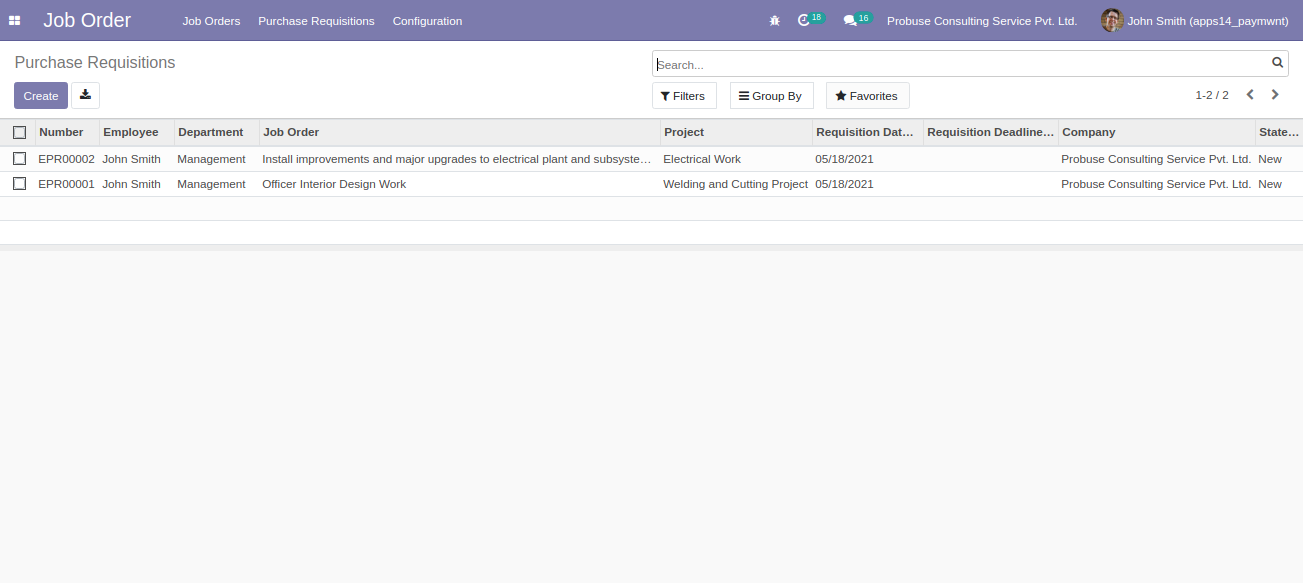 Job Order Job Orders Purchase Requisitions Configuration 18 16 Probuse Consulting Service Pvt. Ltd. John Smith (apps14_paymwnt)
Purchase Requisitions Search...
Create Filters Group By Favorites 1-2 / 2
Number Employee Department Job Order Project Requisition Dat... Requisition Deadline... Company State...
EPR00002 John Smith Management Install improvements and major upgrades to electrical plant and subsyste... Electrical Work 05/18/2021 Probuse Consulting Service Pvt. Ltd. New
EPR00001 John Smith Management Officer Interior Design Work Welding and Cutting Project 05/18/2021 Probuse Consulting Service Pvt. Ltd. New